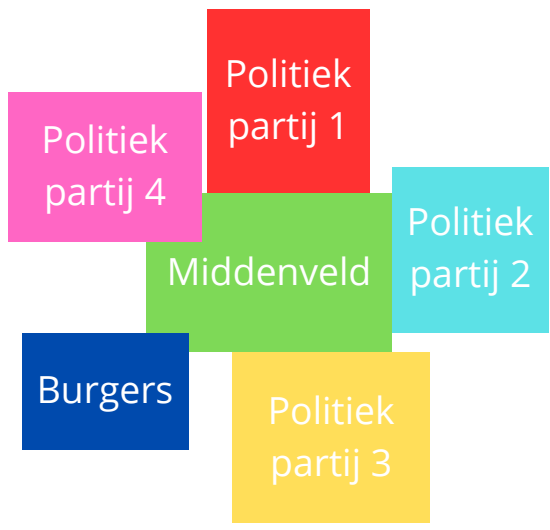 Politiek
partij 1
Politiek
partij 4
Politiek
partij 2
Middenveld
Burgers
Politiek
partij 3